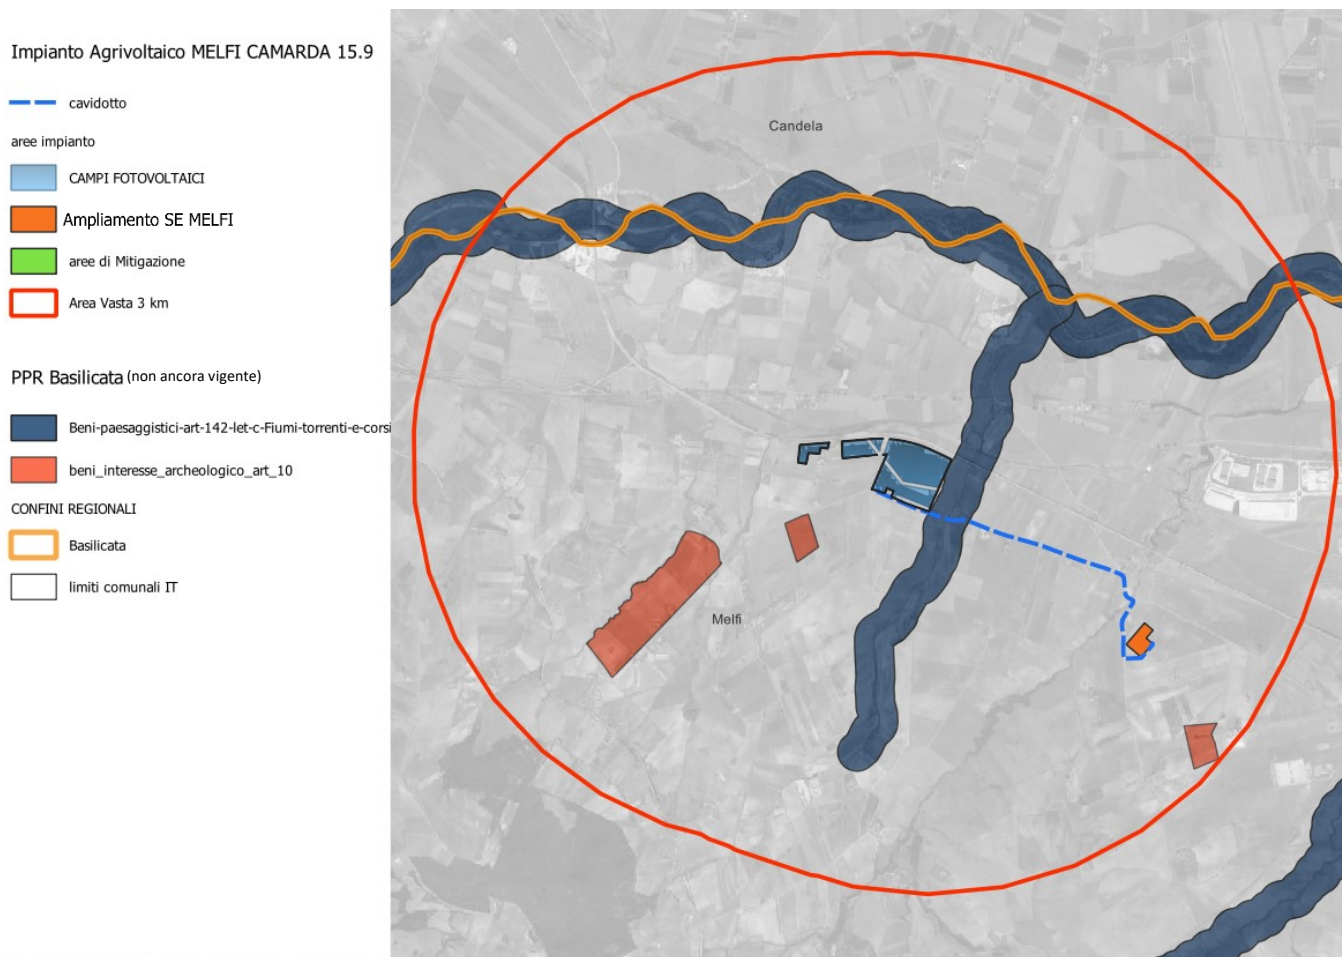 Impianto Agrivoltaico MELFI CAMARDA 15.9
cavidotto
aree impianto
CAMPI FOTOVOLTAICI
Ampliamento SE MELFI
aree di Mitigazione
Area Vasta 3 km
PPR Basilicata (non ancora vigente)
Beni-paesaggistici-art-142-let-c-Fiumi-torrenti-e-corsi
beni_interesse_archeologico_art_10
CONFINI REGIONALI
Basilicata
limiti comunali IT
Candela
Melfi